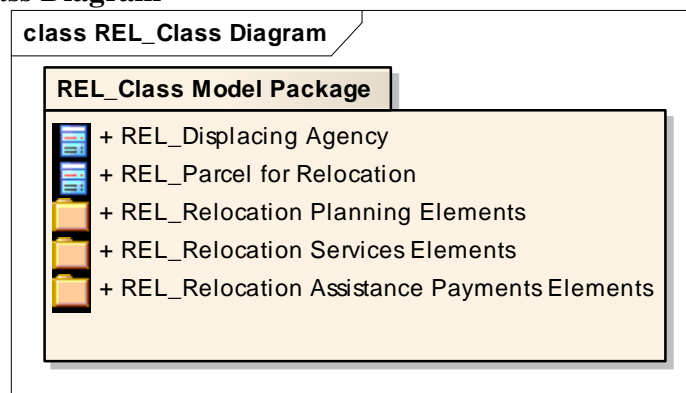 ss Diagram
class REL_Class Diagram
REL_Class Model Package
+ REL_Displacing Agency
+ REL_Parcel for Relocation
+ REL_Relocation Planning Elements
+ REL_Relocation Services Elements
+ REL_Relocation Assistance Payments Elements